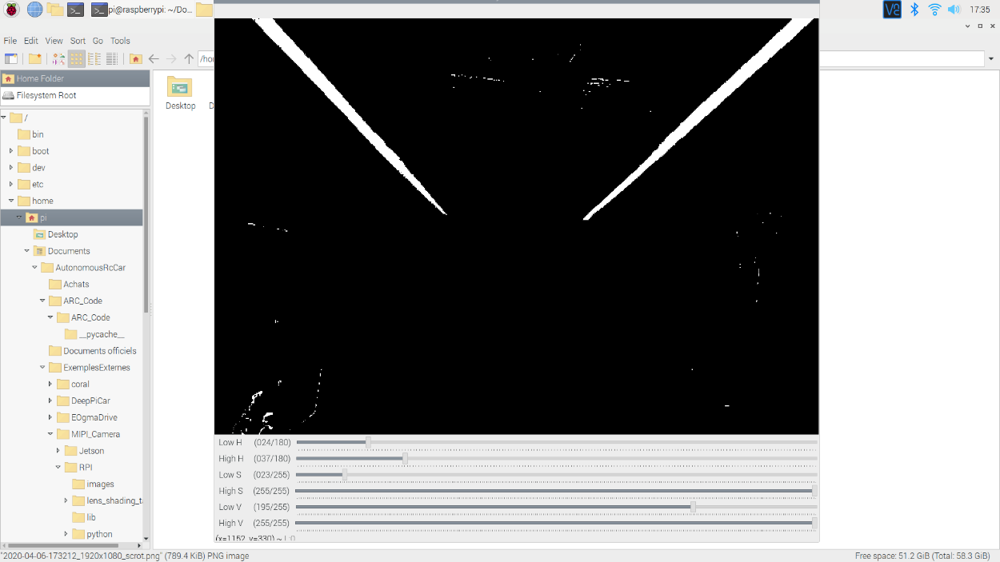 pi@raspberrypi: ~/Do...
17:35
File Edit View Sort Go Tools
Home Folder
Filesystem Root
/
bin
boot
dev
etc
home
pi
Desktop
Documents
AutonomousRcCar
Achats
ARC_Code
ARC_Code
__pycache__
Documents officiels
ExemplesExternes
coral
DeepPiCar
EOgmaDrive
MIPI_Camera
Jetson
RPI
images
lens_shading_ta
lib
python
/ho
Desktop
D
Low H (024/180)
High H (037/180)
Low S (023/255)
High S (255/255)
Low V (195/255)
High V (255/255)
(x=1152, y=330) ~ L:0
"2020-04-06-173212_1920x1080_scrot.png" (789.4 KiB) PNG image
Free space: 51.2 GiB (Total: 58.3 GiB)